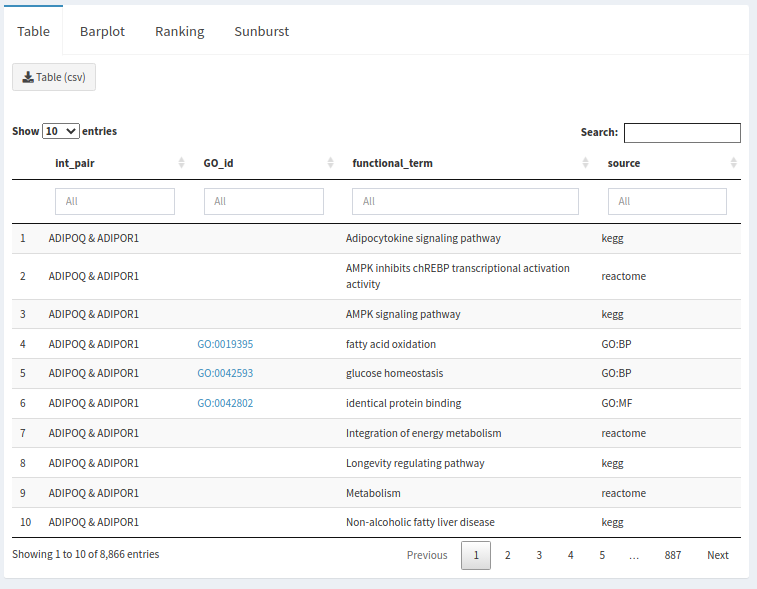 Table Barplot Ranking Sunburst
Table (csv)
Show 10 entries Search:
int_pair GO_id functional_term source
All All All All
1 ADIPOQ & ADIPOR1 Adipocytokine signaling pathway kegg
2 ADIPOQ & ADIPOR1 AMPK inhibits chREBP transcriptional activation reactome
activity
3 ADIPOQ & ADIPOR1 AMPK signaling pathway kegg
4 ADIPOQ & ADIPOR1 GO:0019395 fatty acid oxidation GO:BP
5 ADIPOQ & ADIPOR1 GO:0042593 glucose homeostasis GO:BP
6 ADIPOQ & ADIPOR1 GO:0042802 identical protein binding GO:MF
7 ADIPOQ & ADIPOR1 Integration of energy metabolism reactome
8 ADIPOQ & ADIPOR1 Longevity regulating pathway kegg
9 ADIPOQ & ADIPOR1 Metabolism reactome
10 ADIPOQ & ADIPOR1 Non-alcoholic fatty liver disease kegg
Showing 1 to 10 of 8,866 entries Previous 1 2 3 4 5 … 887 Next